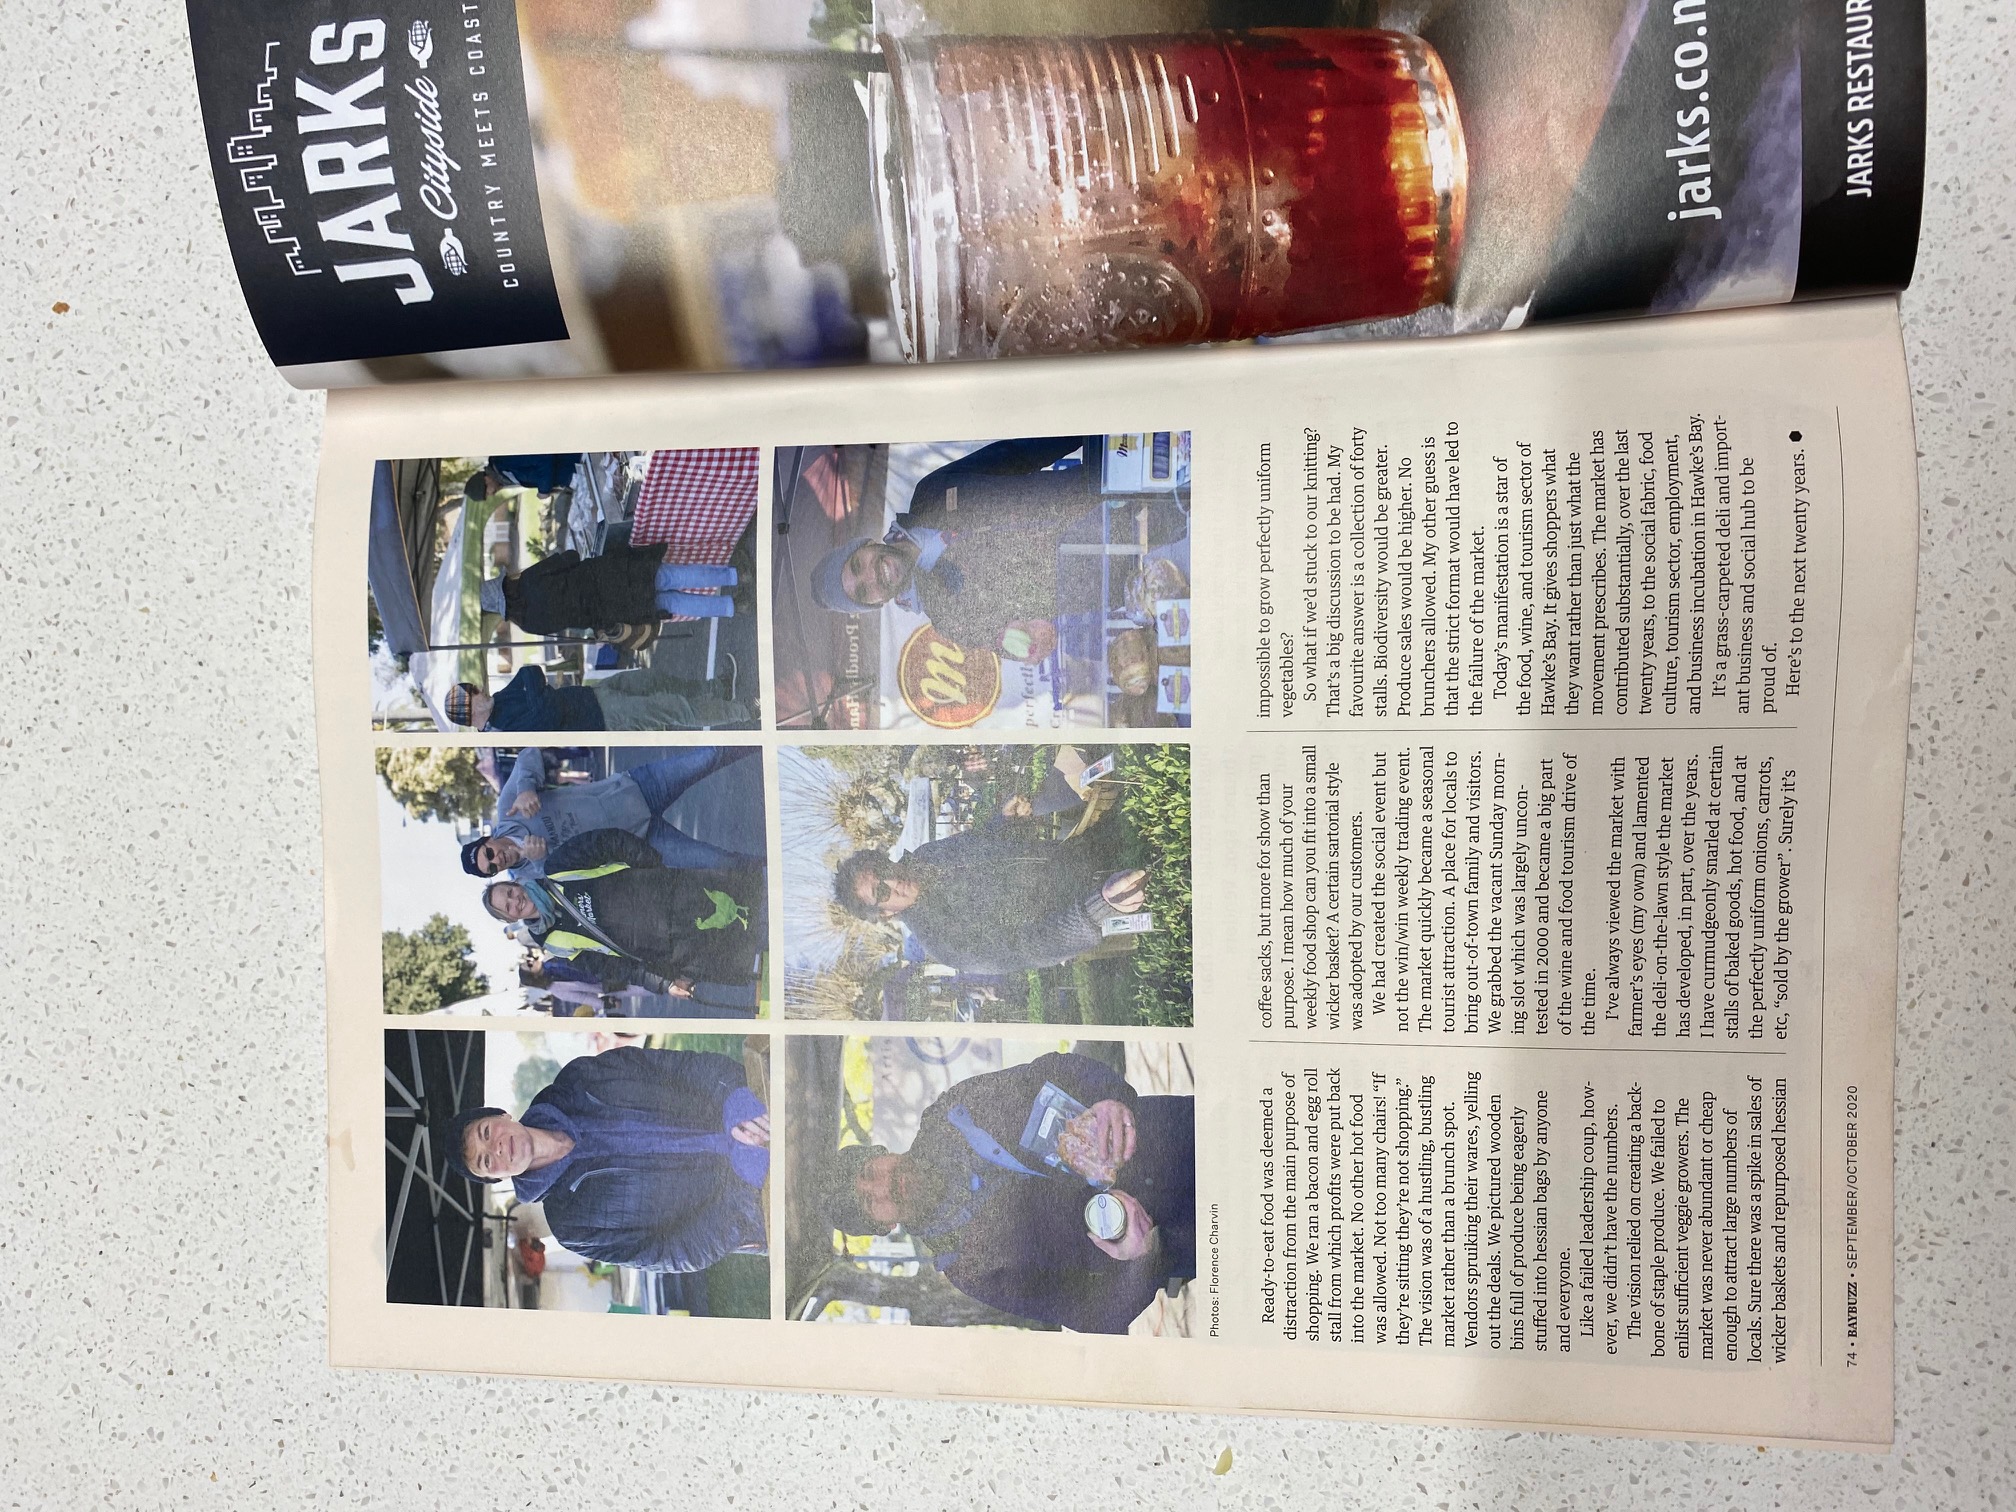 JARKs
Cityside
COUNTRY MEETS COAST
Market
Proudly
m
perfectly
Photos: Florence Charvin
Ready-to-eat food was deemed a
distraction from the main purpose of
shopping. We ran a bacon and egg roll
stall from which profits were put back
into the market. No other hot food
was allowed. Not too many chairs! “If
they’re sitting they’re not shopping.”
The vision was of a hustling, bustling
market rather than a brunch spot.
Vendors spruiking their wares, yelling
out the deals. We pictured wooden
bins full of produce being eagerly
stuffed into hessian bags by anyone
and everyone.
Like a failed leadership coup, how-
ever, we didn’t have the numbers.
The vision relied on creating a back-
bone of staple produce. We failed to
enlist sufficient veggie growers. The
market was never abundant or cheap
enough to attract large numbers of
locals. Sure there was a spike in sales of
wicker baskets and repurposed hessian
coffee sacks, but more for show than
purpose. I mean how much of your
weekly food shop can you fit into a small
wicker basket? A certain sartorial style
was adopted by our customers.
We had created the social event but
not the win/win weekly trading event.
The market quickly became a seasonal
tourist attraction. A place for locals to
bring out-of-town family and visitors.
We grabbed the vacant Sunday morn-
ing slot which was largely uncon-
tested in 2000 and became a big part
of the wine and food tourism drive of
the time.
I’ve always viewed the market with
farmer’s eyes (my own) and lamented
the deli-on-the-lawn style the market
has developed, in part, over the years.
I have curmudgeonly snarled at certain
stalls of baked goods, hot food, and at
the perfectly uniform onions, carrots,
etc, “sold by the grower”. Surely it’s
impossible to grow perfectly uniform
vegetables?
So what if we’d stuck to our knitting?
That’s a big discussion to be had. My
favourite answer is a collection of forty
stalls. Biodiversity would be greater.
Produce sales would be higher. No
brunchers allowed. My other guess is
that the strict format would have led to
the failure of the market.
Today’s manifestation is a star of
the food, wine, and tourism sector of
Hawke’s Bay. It gives shoppers what
they want rather than just what the
movement prescribes. The market has
contributed substantially, over the last
twenty years, to the social fabric, food
culture, tourism sector, employment,
and business incubation in Hawke’s Bay.
It’s a grass-carpeted deli and import-
ant business and social hub to be
proud of.
Here’s to the next twenty years.
74 • BAYBUZZ • SEPTEMBER/OCTOBER 2020
jarks.co.n
JARKS RESTAUR